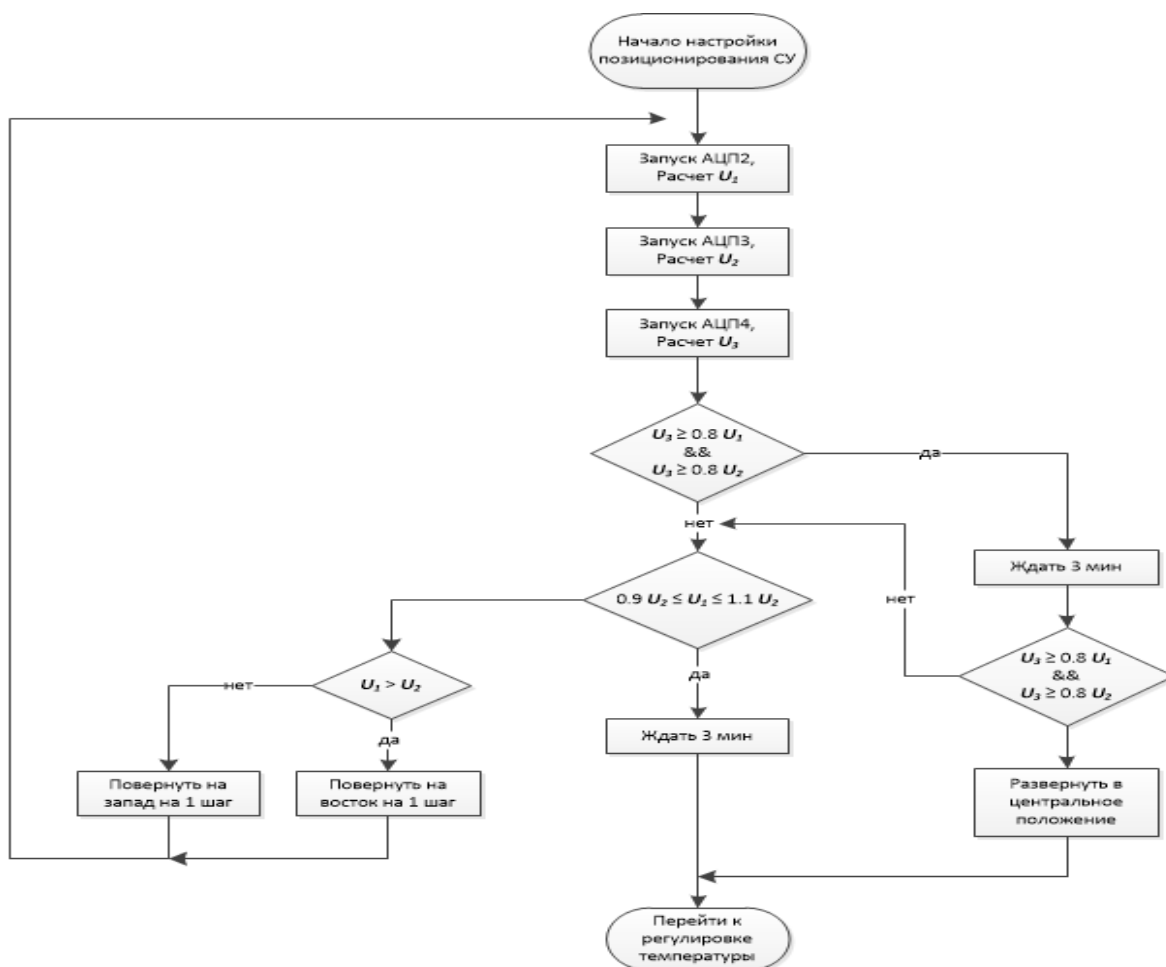 Начало настройки
позиционирования СУ
Запуск АЦП2,
Расчет U₁
Запуск АЦП3,
Расчет U₂
Запуск АЦП4,
Расчет U₃
U₃ ≥ 0.8 U₁
&&
U₃ ≥ 0.8 U₂
да
нет
Ждать 3 мин
0.9 U₂ ≤ U₁ ≤ 1.1 U₂
нет
U₃ ≥ 0.8 U₁
&&
U₃ ≥ 0.8 U₂
U₁ > U₂
нет
да
да
Ждать 3 мин
Повернуть на
запад на 1 шаг
Повернуть на
восток на 1 шаг
Развернуть в
центральное
положение
Перейти к
регулировке
температуры